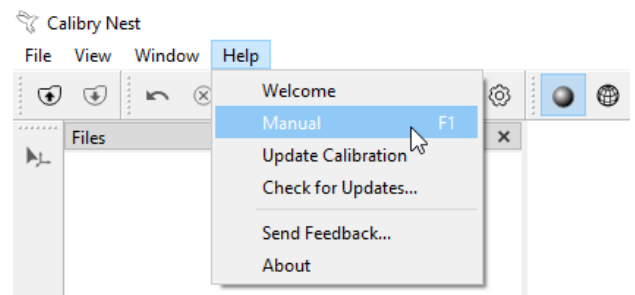 Calibry Nest
File View Window Help
Welcome
Manual F1
Files
Update Calibration
Check for Updates...
Send Feedback...
About